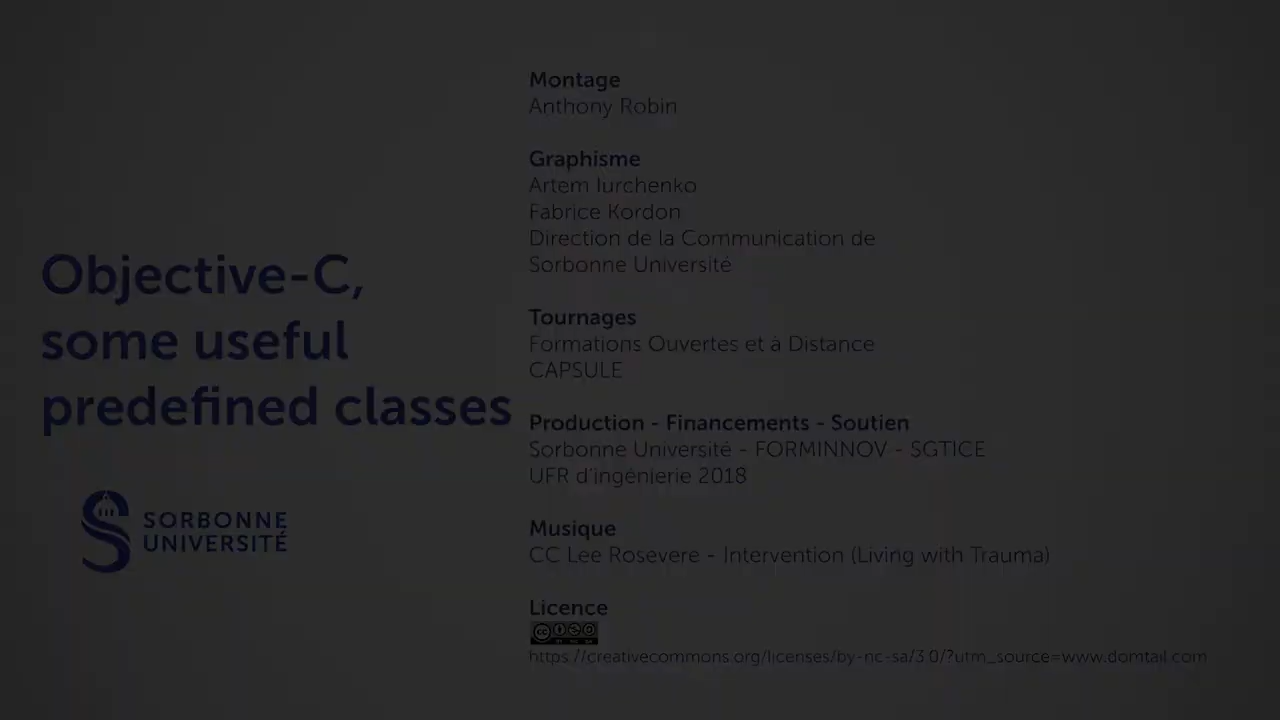 Objective-C,
some useful
predefined classes
SORBONNE
UNIVERSITÉ
Montage
Anthony Robin
Graphisme
Artem Iurchenko
Fabrice Kordon
Direction de la Communication de
Sorbonne Université
Tournages
Formations Ouvertes et à Distance
CAPSULE
Production - Financements - Soutien
Sorbonne Université - FORMINNOV - SGTICE
UFR d'ingénierie 2018
Musique
CC Lee Rosevere - Intervention (Living with Trauma)
Licence
https://creativecommons.org/licenses/by-nc-sa/3.0/?utm_source=www.domtail.com